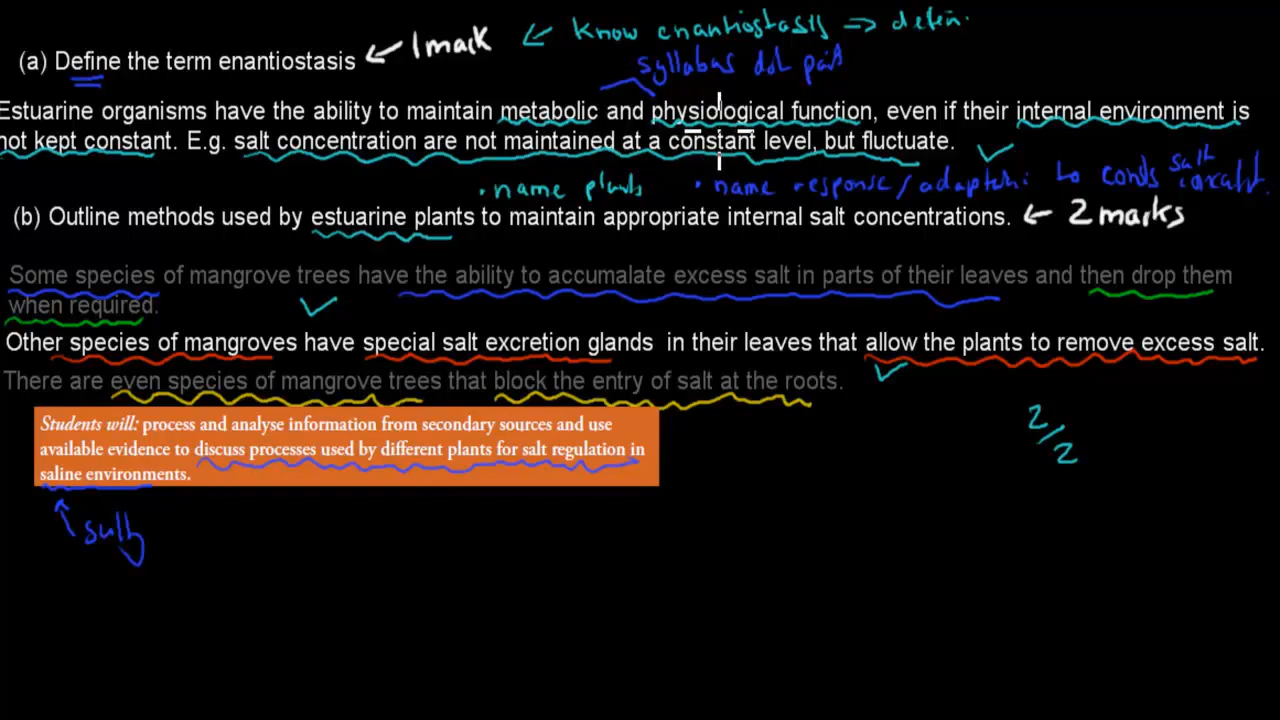 know enantiostasis => defin.
← 1 mark
(a) Define the term enantiostasis
syllabus dot point
Estuarine organisms have the ability to maintain metabolic and physiological function, even if their internal environment is
not kept constant. E.g. salt concentration are not maintained at a constant level, but fluctuate.
• name plants • name response/adaptn: to conds salt
(b) Outline methods used by estuarine plants to maintain appropriate internal salt concentrations. ← 2 marks
Some species of mangrove trees have the ability to accumalate excess salt in parts of their leaves and then drop them
when required.
Other species of mangroves have special salt excretion glands in their leaves that allow the plants to remove excess salt.
There are even species of mangrove trees that block the entry of salt at the roots.
2/2
Students will: process and analyse information from secondary sources and use
available evidence to discuss processes used by different plants for salt regulation in
saline environments.